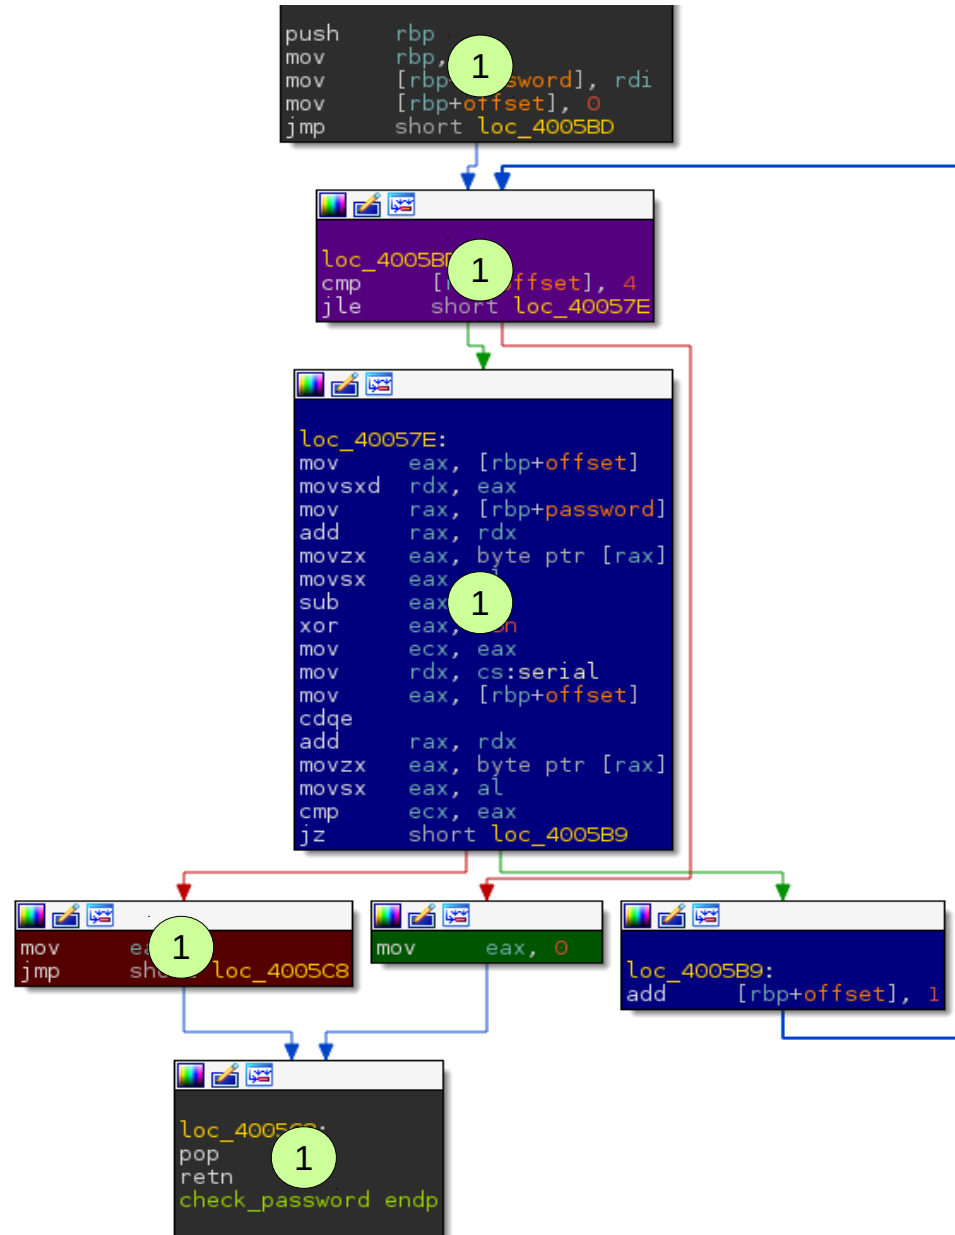 push rbp
mov rbp,
1
mov [rbp+ sword], rdi
mov [rbp+offset], 0
jmp short loc_4005BD
loc_4005B
1
cmp [ ffset], 4
jle short loc_40057E
loc_40057E:
mov eax, [rbp+offset]
movsxd rdx, eax
mov rax, [rbp+password]
add rax, rdx
movzx eax, byte ptr [rax]
movsx eax
sub eax
1
xor eax, n
mov ecx, eax
mov rdx, cs:serial
mov eax, [rbp+offset]
cdqe
add rax, rdx
movzx eax, byte ptr [rax]
movsx eax, al
cmp ecx, eax
jz short loc_4005B9
mov
1
jmp loc_4005C8
mov eax, 0
loc_4005B9:
add [rbp+offset], 1
loc_4005
pop
1
retn
check_password endp